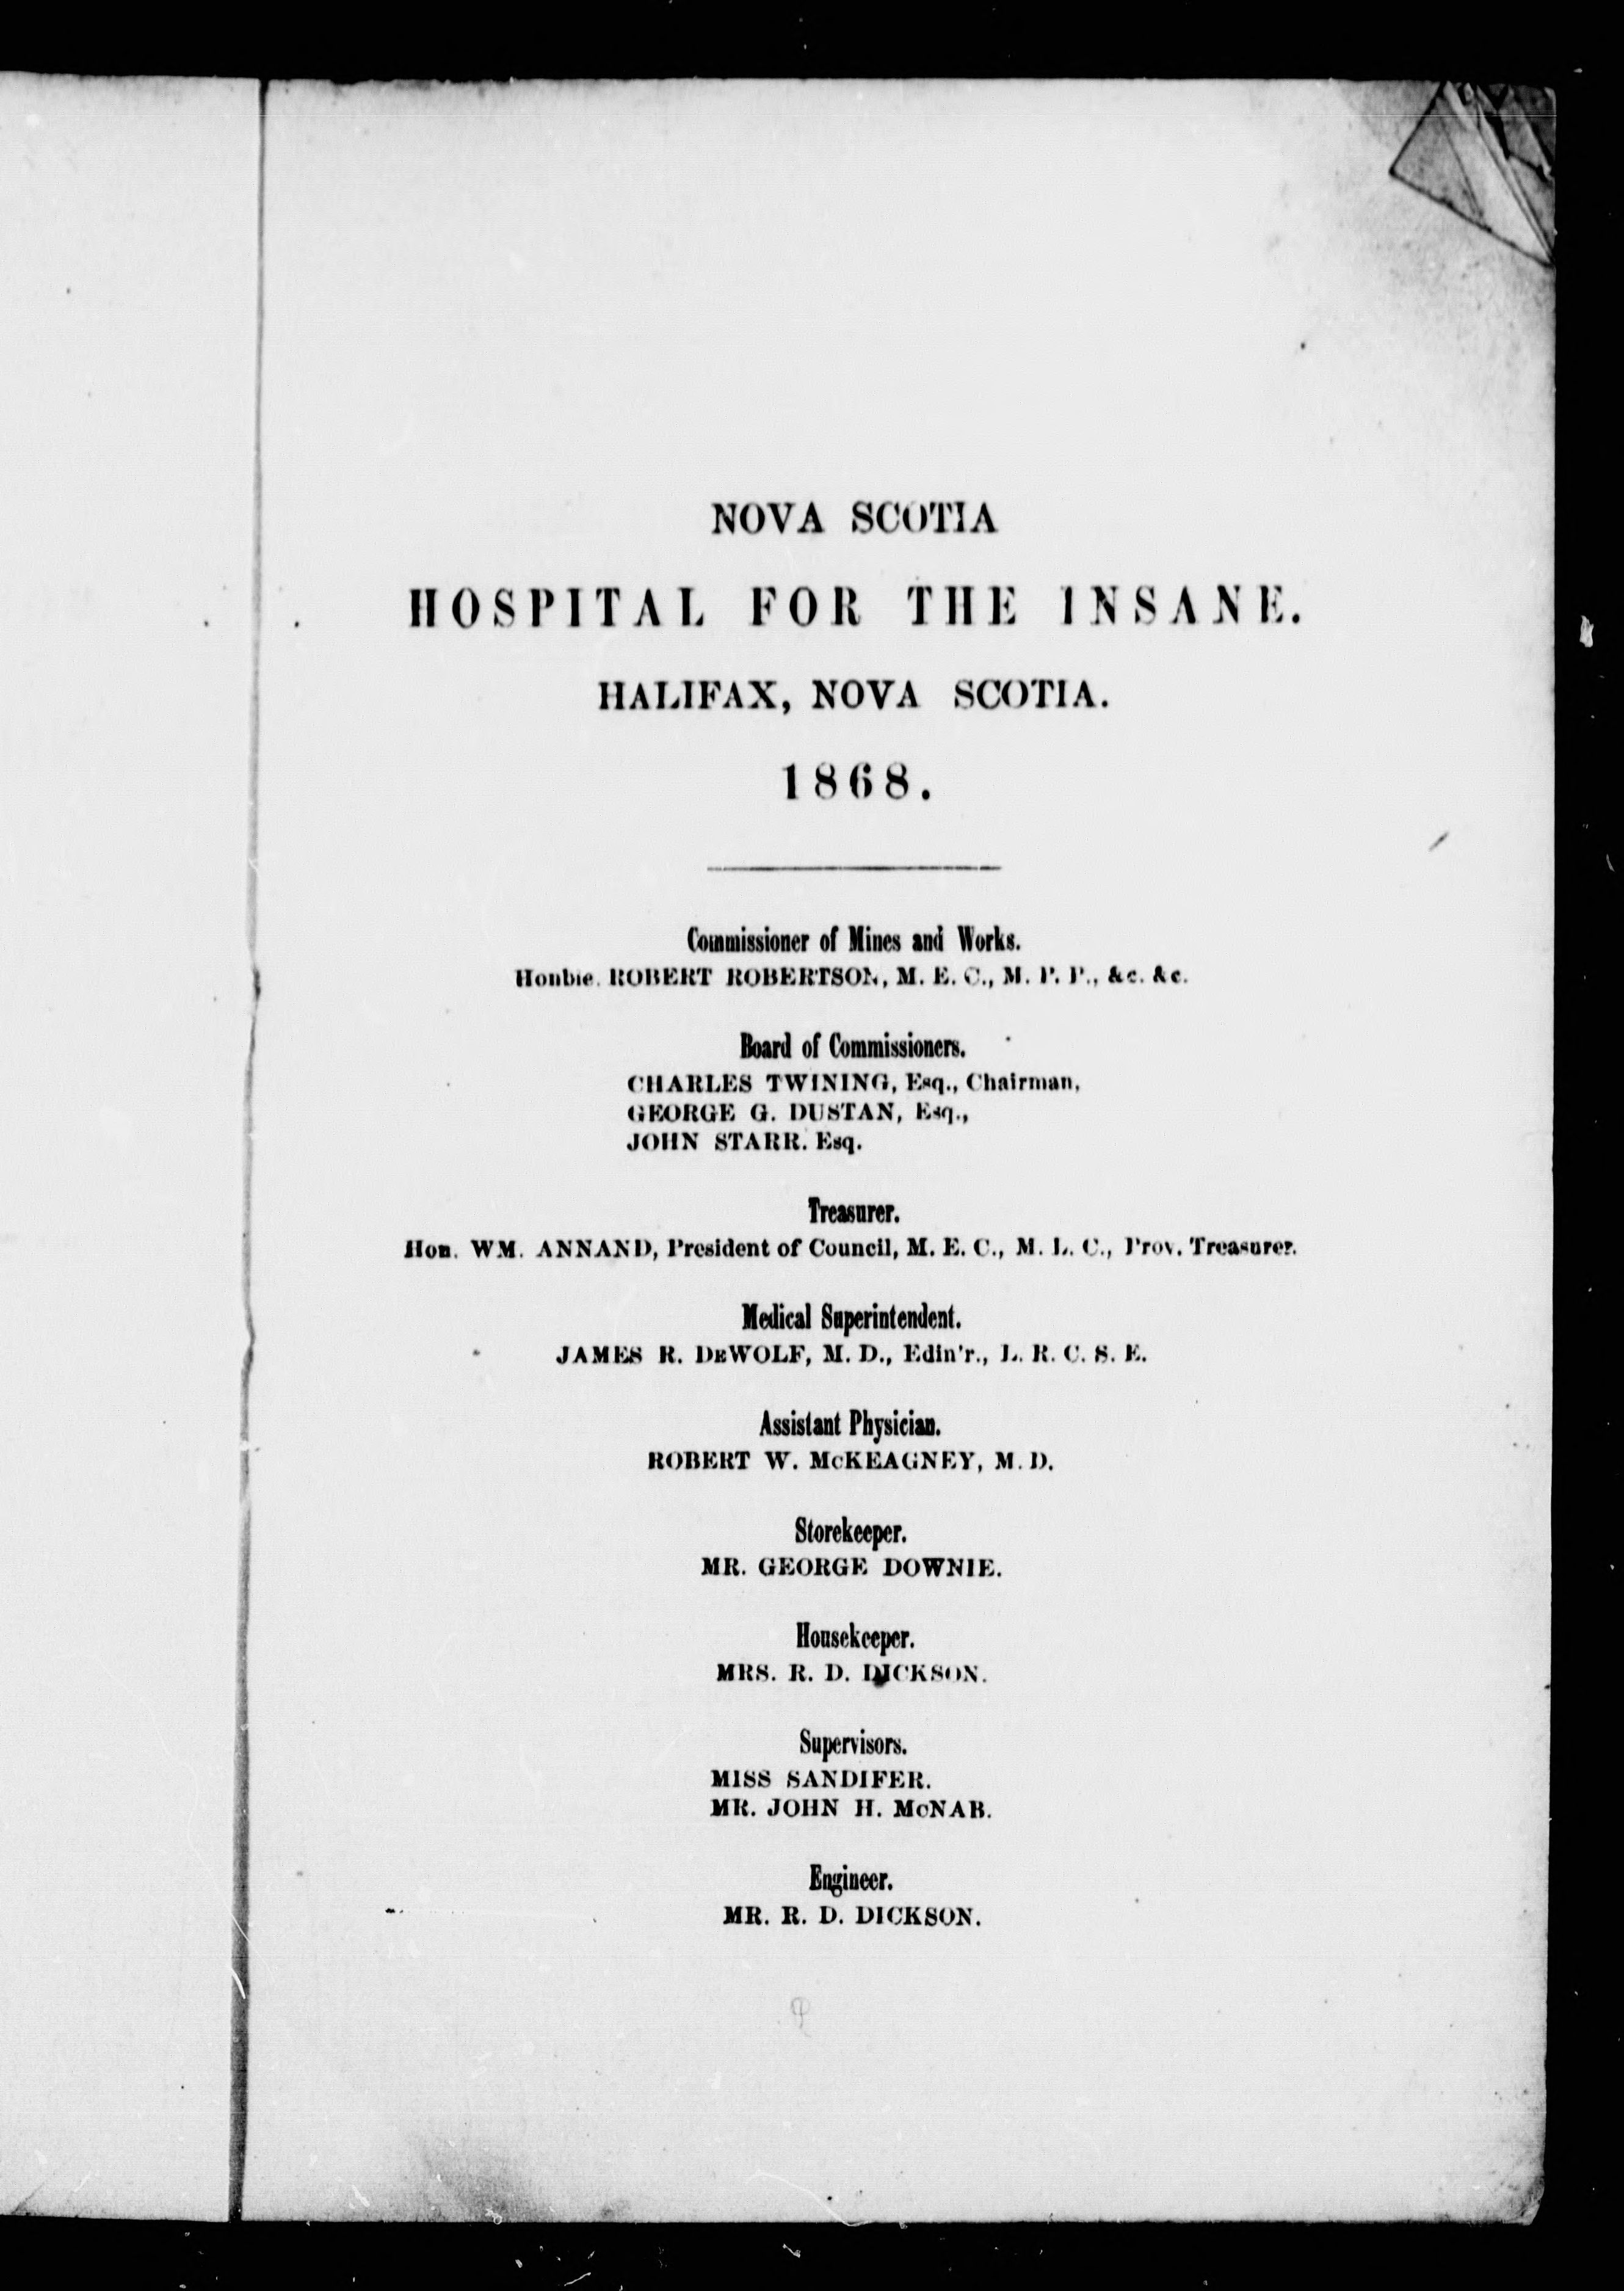 NOVA SCOTIA
HOSPITAL FOR THE INSANE.
HALIFAX, NOVA SCOTIA.
1868.
Commissioner of Mines and Works.
Honble. ROBERT ROBERTSON, M. E. C., M. P. P., &c. &c.
Board of Commissioners.
CHARLES TWINING, Esq., Chairman,
GEORGE G. DUSTAN, Esq.,
JOHN STARR. Esq.
Treasurer.
Hon. WM. ANNAND, President of Council, M. E. C., M. L. C., Prov. Treasurer.
Medical Superintendent.
JAMES R. DEWOLF, M. D., Edin'r., L. R. C. S. E.
Assistant Physician.
ROBERT W. McKEAGNEY, M. D.
Storekeeper.
MR. GEORGE DOWNIE.
Housekeeper.
MRS. R. D. DICKSON.
Supervisors.
MISS SANDIFER.
MR. JOHN H. McNAB.
Engineer.
MR. R. D. DICKSON.